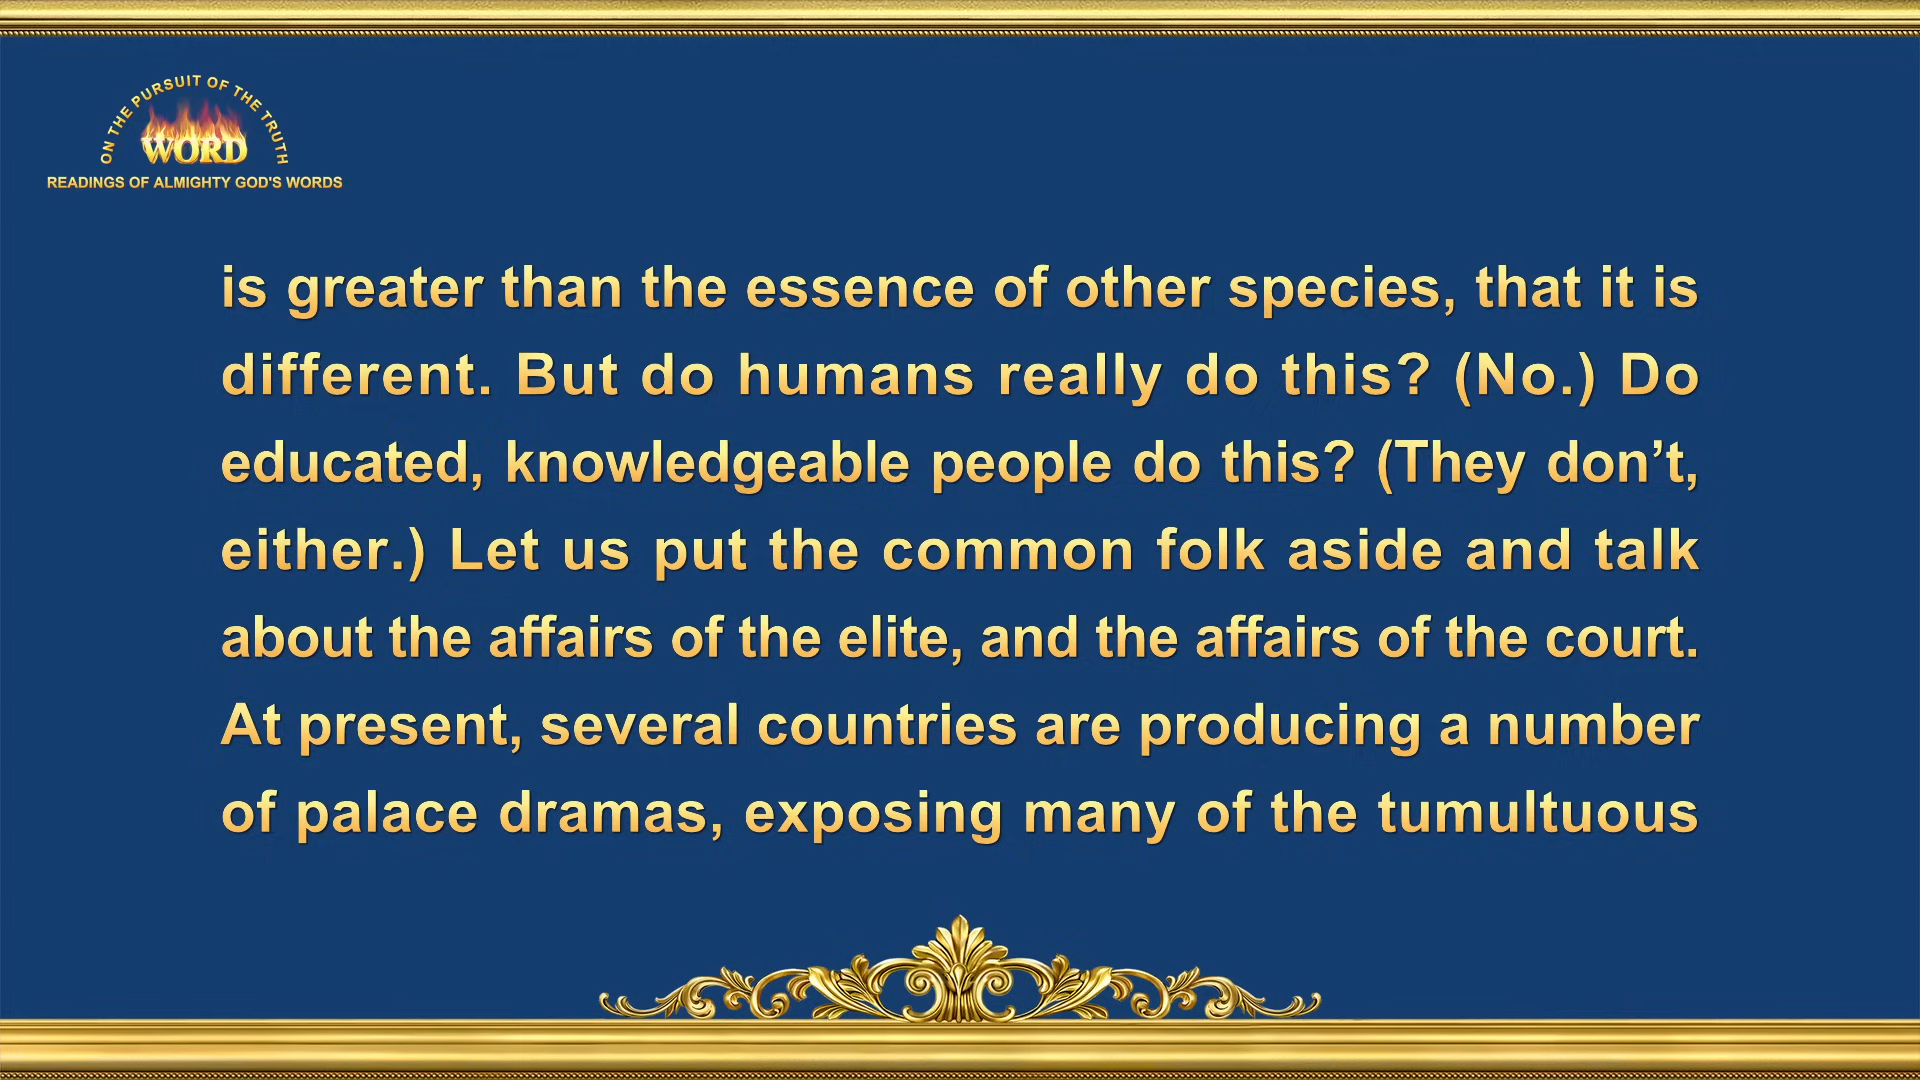 ON THE PURSUIT OF THE TRUTH
WORD
READINGS OF ALMIGHTY GOD'S WORDS
is greater than the essence of other species, that it is
different. But do humans really do this? (No.) Do
educated, knowledgeable people do this? (They don’t,
either.) Let us put the common folk aside and talk
about the affairs of the elite, and the affairs of the court.
At present, several countries are producing a number
of palace dramas, exposing many of the tumultuous